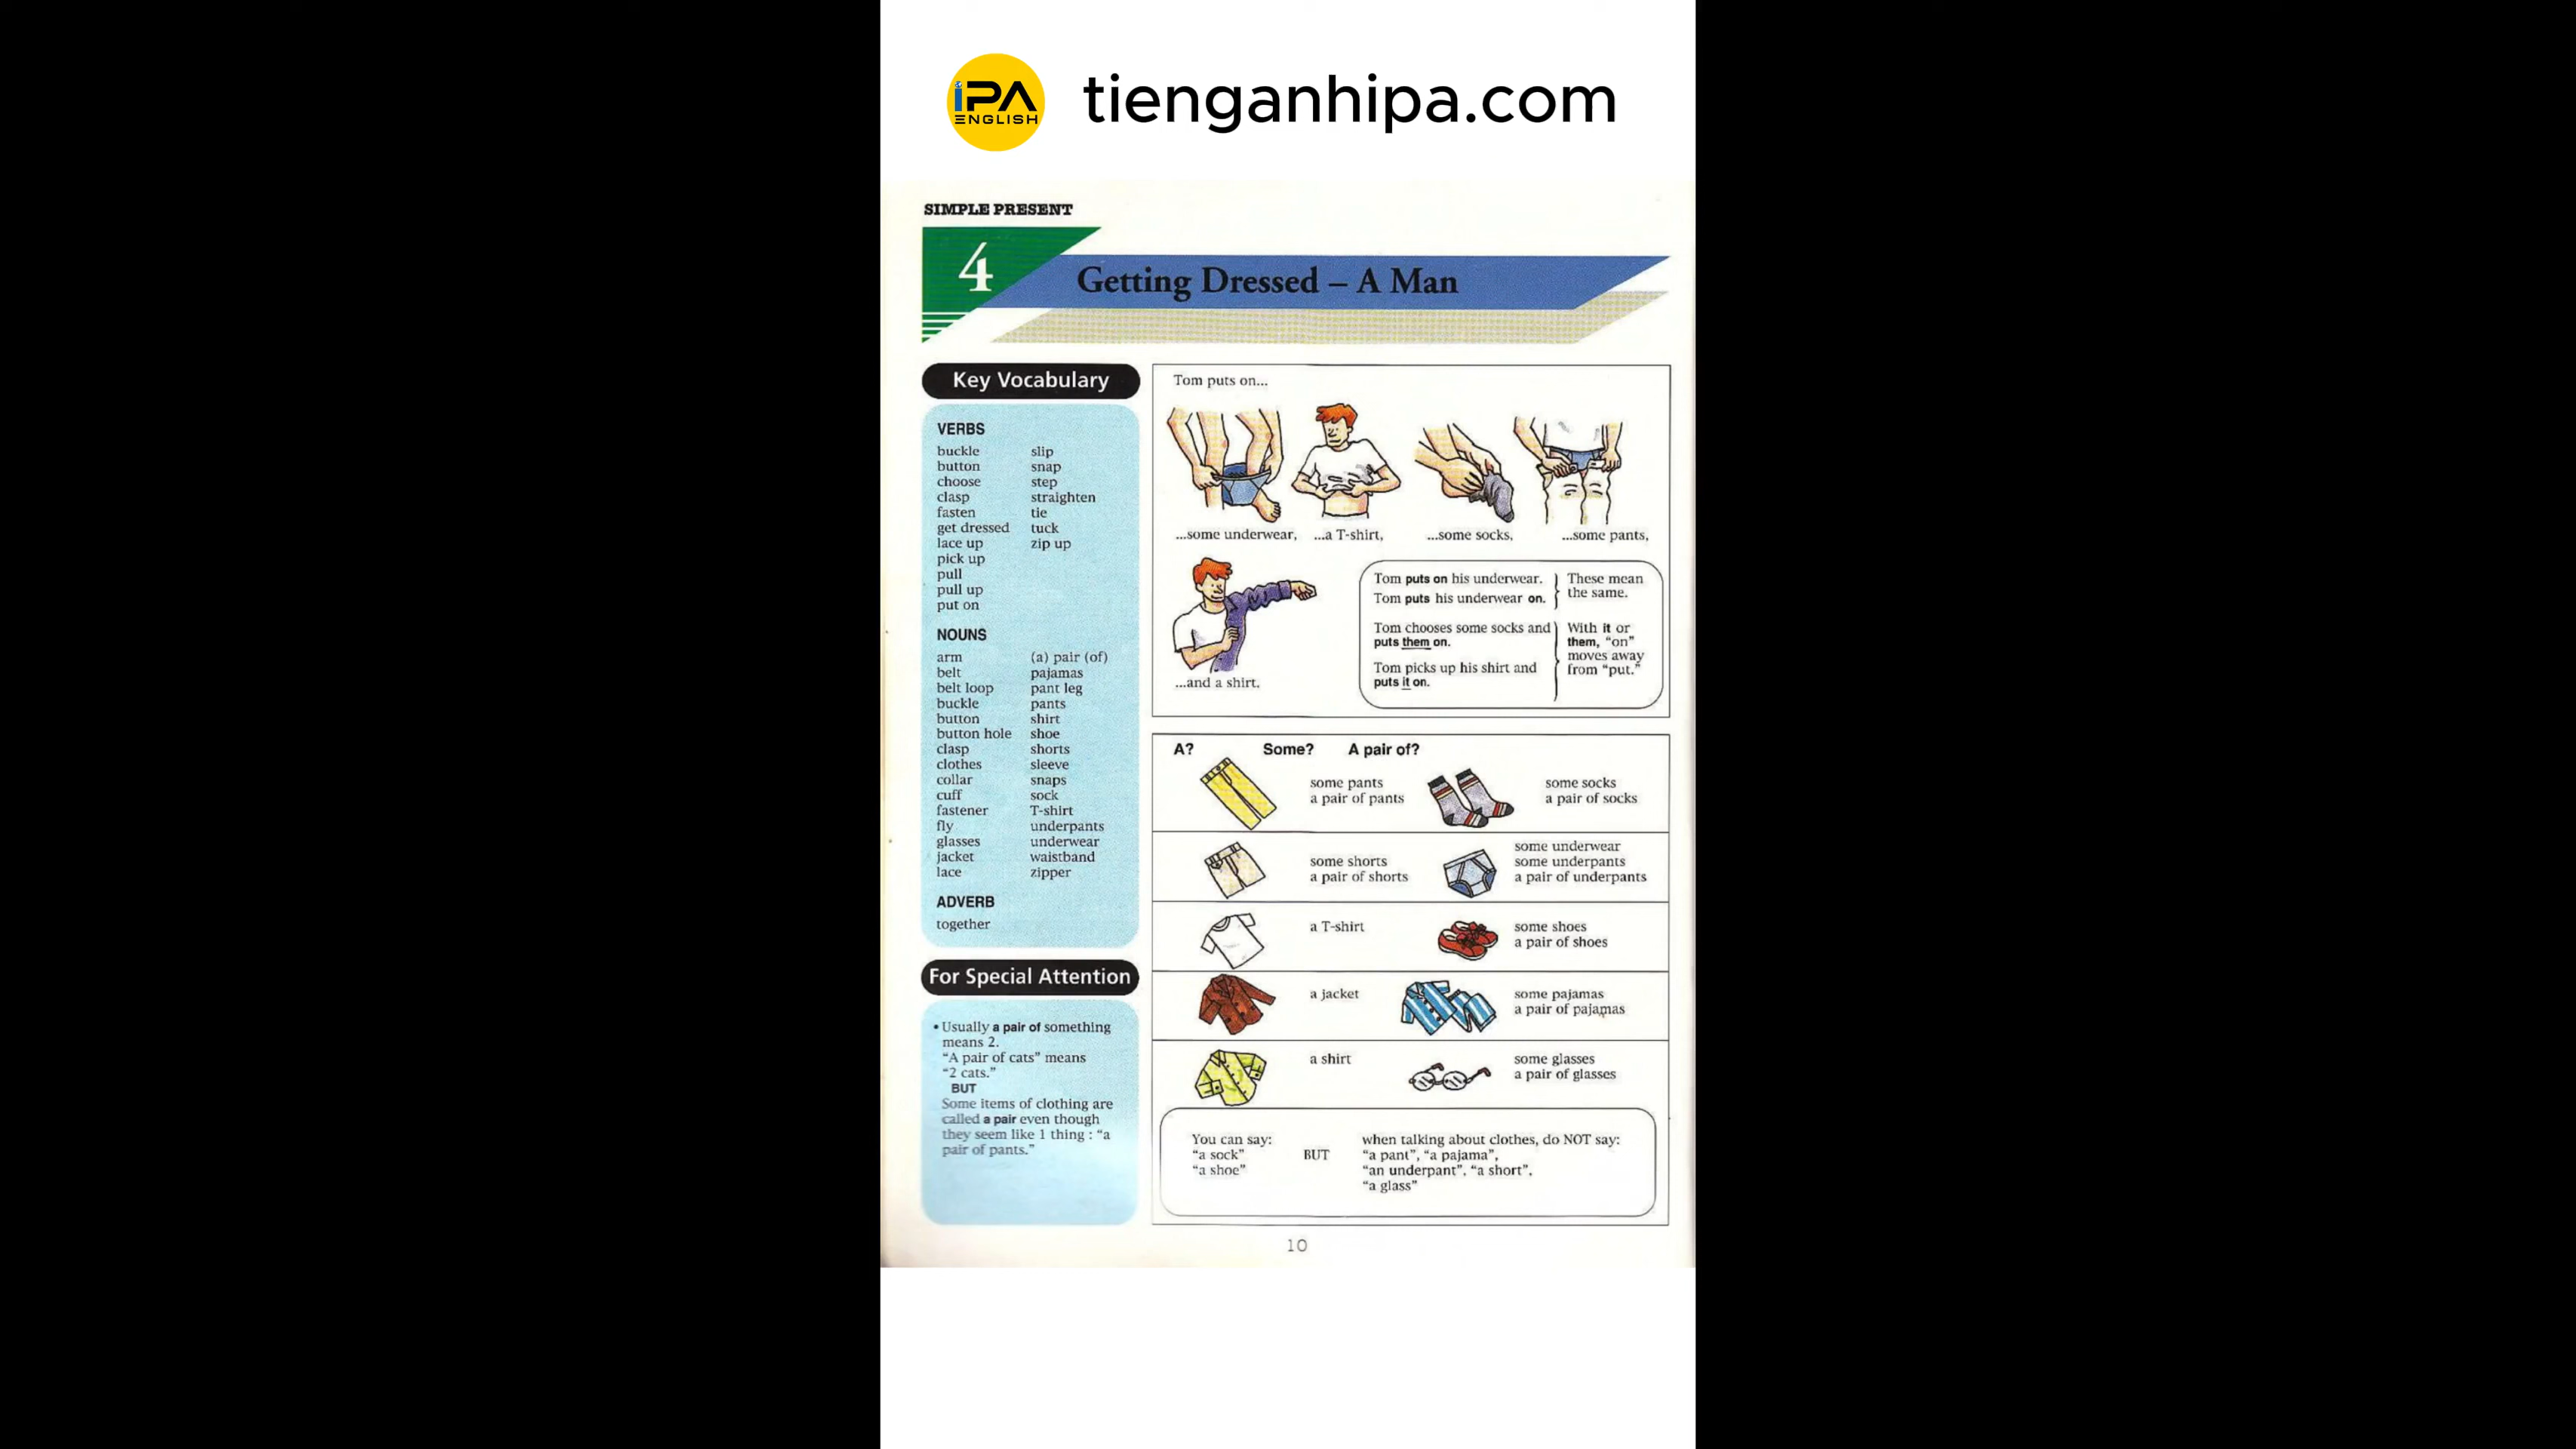 iPA
ENGLISH
tienganhipa.com
SIMPLE PRESENT
4
Getting Dressed – A Man
Key Vocabulary
VERBS
buckle
button
choose
clasp
fasten
get dressed
lace up
pick up
pull
pull up
put on
slip
snap
step
straighten
tie
tuck
zip up
NOUNS
arm
belt
belt loop
buckle
button
button hole
clasp
clothes
collar
cuff
fastener
fly
glasses
jacket
lace
(a) pair (of)
pajamas
pant leg
pants
shirt
shoe
shorts
sleeve
snaps
sock
T-shirt
underpants
underwear
waistband
zipper
ADVERB
together
For Special Attention
• Usually a pair of something
means 2.
“A pair of cats” means
“2 cats.”
BUT
Some items of clothing are
called a pair even though
they seem like 1 thing : “a
pair of pants.”
Tom puts on...
...some underwear,
...a T-shirt,
...some socks,
...some pants,
...and a shirt.
Tom puts on his underwear.
Tom puts his underwear on.
These mean
the same.
Tom chooses some socks and
puts them on.
Tom picks up his shirt and
puts it on.
With it or
them, “on”
moves away
from “put.”
A? Some? A pair of?
some pants
a pair of pants
some socks
a pair of socks
some shorts
a pair of shorts
some underwear
some underpants
a pair of underpants
a T-shirt
some shoes
a pair of shoes
a jacket
some pajamas
a pair of pajamas
a shirt
some glasses
a pair of glasses
You can say:
“a sock”
“a shoe”
BUT
when talking about clothes, do NOT say:
“a pant”, “a pajama”,
“an underpant”, “a short”,
“a glass”
10